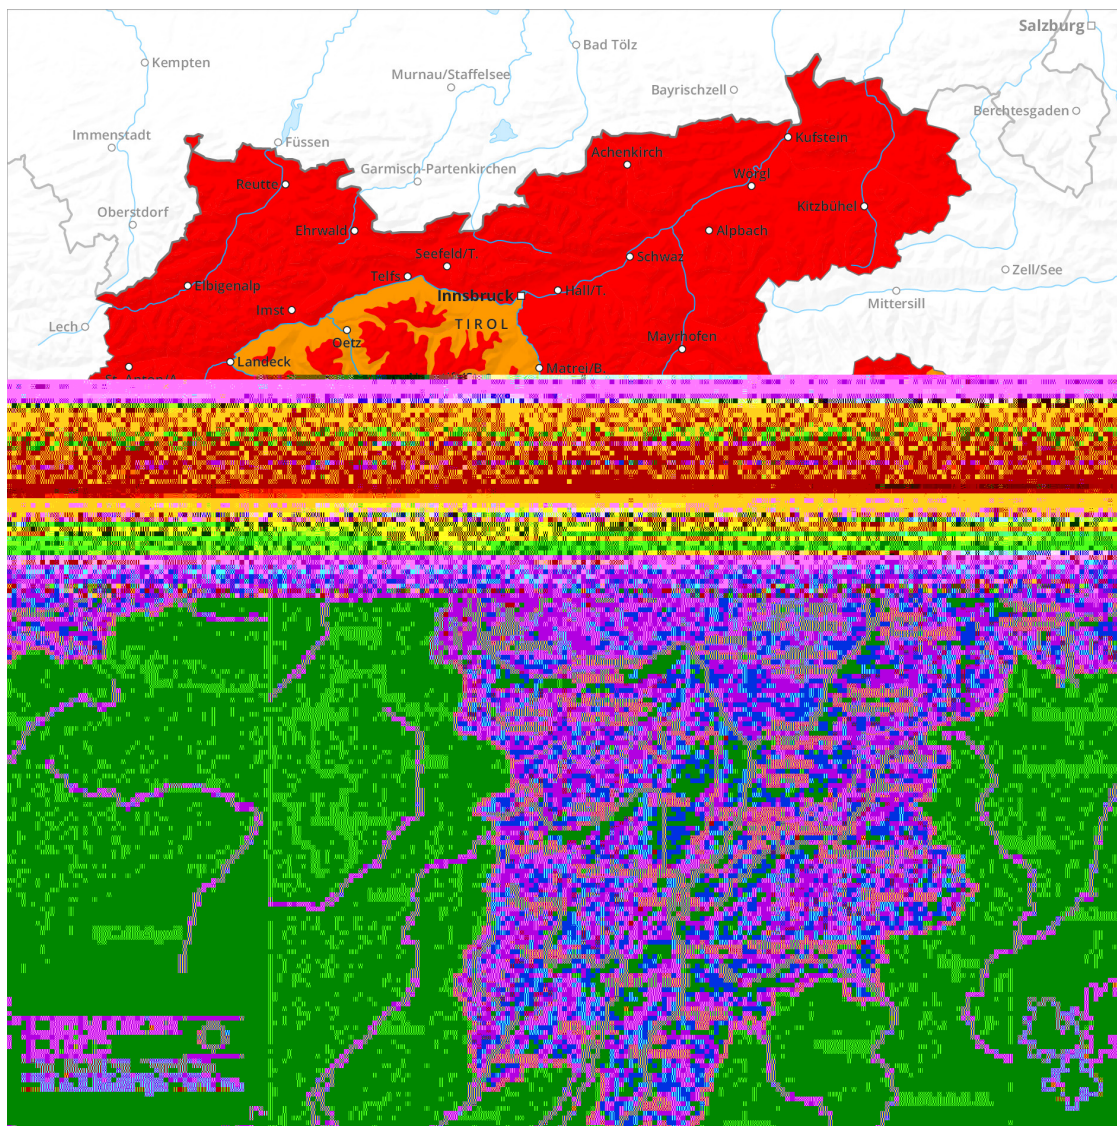 Salzburg
Bad Tölz
Kempten
Murnau/Staffelsee
Bayrischzell
Berchtesgaden
Immenstadt
Kufstein
Füssen
Achenkirch
Garmisch-Partenkirchen
Wörgl
Reutte
Kitzbühel
Oberstdorf
Ehrwald
Alpbach
Seefeld/T.
Schwaz
Zell/See
Telfs
Elbigenalp
Hall/T.
Innsbruck
Mittersill
Imst
TIROL
Lech
Mayrhofen
Oetz
Landeck
Matrei/B.